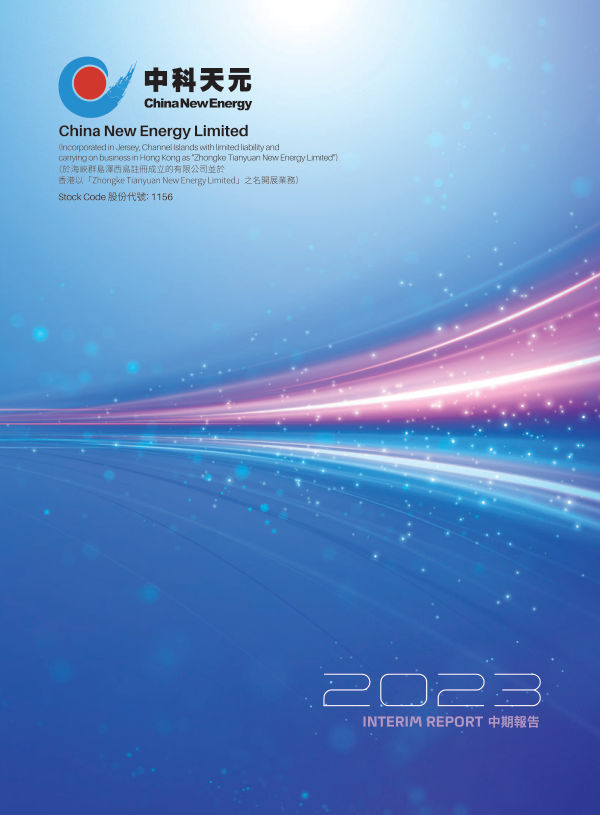 中科天元
China New Energy
China New Energy Limited
(Incorporated in Jersey, Channel Islands with limited liability and
carrying on business in Hong Kong as "Zhongke Tianyuan New Energy Limited")
(於海峽群島澤西島註冊成立的有限公司並於
香港以「Zhongke Tianyuan New Energy Limited」之名開展業務)
Stock Code 股份代號: 1156
2023
INTERIM REPORT 中期報告